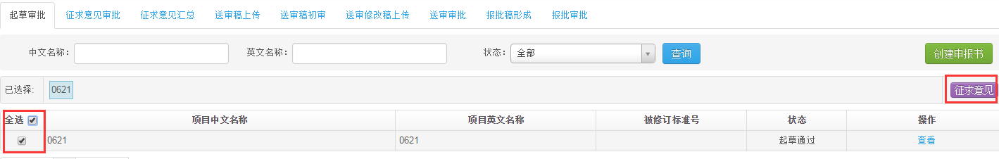 起草审批 征求意见审批 征求意见汇总 送审稿上传 送审稿初审 送审修改稿上传 送审审批 报批稿形成 报批审批
中文名称: 英文名称: 状态: 全部 查询 创建申报书
已选择: 0621 征求意见
全选 项目中文名称 项目英文名称 被修订标准号 状态 操作
0621 0621 起草通过 查看